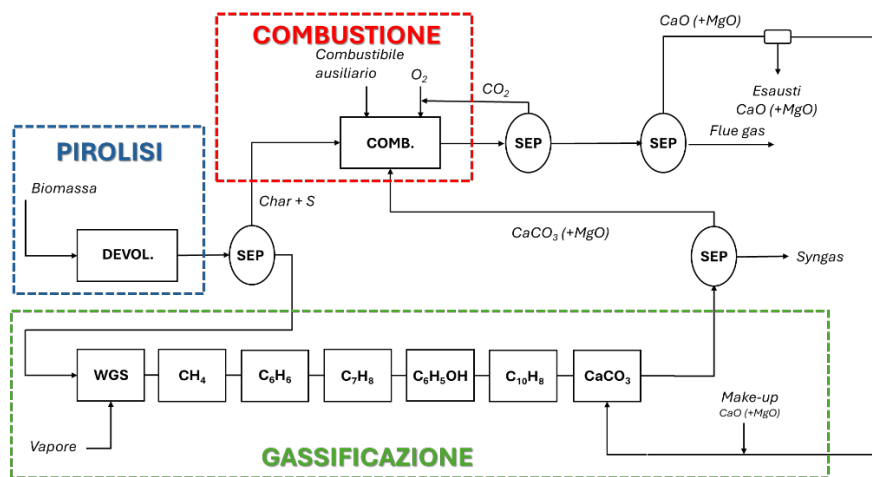 COMBUSTIONE
Combustibile
ausiliario
O₂
CO₂
COMB.
SEP
SEP
CaO (+MgO)
Esausti
CaO (+MgO)
Flue gas
PIROLISI
Biomassa
DEVOL.
SEP
Char + S
CaCO₃ (+MgO)
SEP
Syngas
WGS
CH₄
C₆H₆
C₇H₈
C₆H₅OH
C₁₀H₈
CaCO₃
Vapore
Make-up
CaO (+MgO)
GASSIFICAZIONE